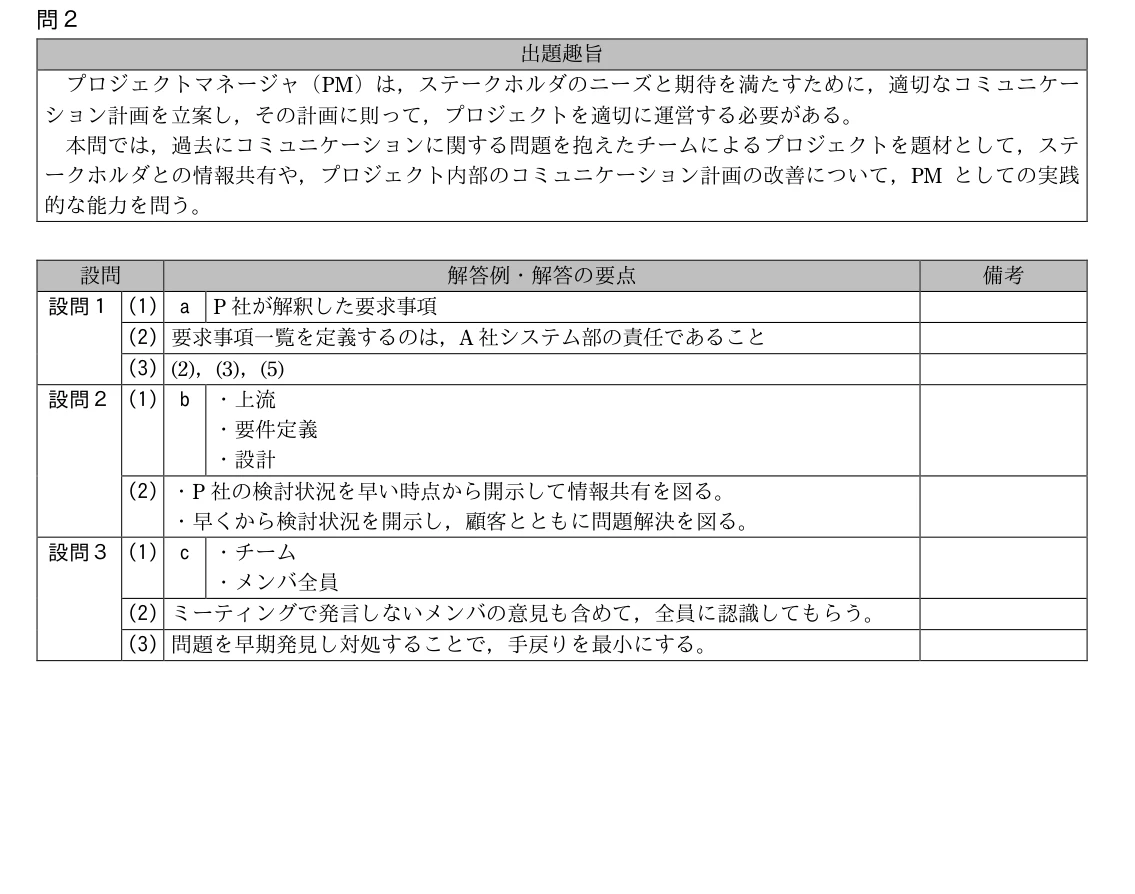 問2
出題趣旨
プロジェクトマネージャ（PM）は，ステークホルダのニーズと期待を満たすために，適切なコミュニケー
ション計画を立案し，その計画に則って，プロジェクトを適切に運営する必要がある。
本問では，過去にコミュニケーションに関する問題を抱えたチームによるプロジェクトを題材として，ステ
ークホルダとの情報共有や，プロジェクト内部のコミュニケーション計画の改善について，PM としての実践
的な能力を問う。
設問 解答例・解答の要点 備考
設問1 (1) a P 社が解釈した要求事項
(2) 要求事項一覧を定義するのは，A 社システム部の責任であること
(3) (2)，(3)，(5)
設問2 (1) b ・上流
・要件定義
・設計
(2) ・P 社の検討状況を早い時点から開示して情報共有を図る。
・早くから検討状況を開示し，顧客とともに問題解決を図る。
設問3 (1) c ・チーム
・メンバ全員
(2) ミーティングで発言しないメンバの意見も含めて，全員に認識してもらう。
(3) 問題を早期発見し対処することで，手戻りを最小にする。